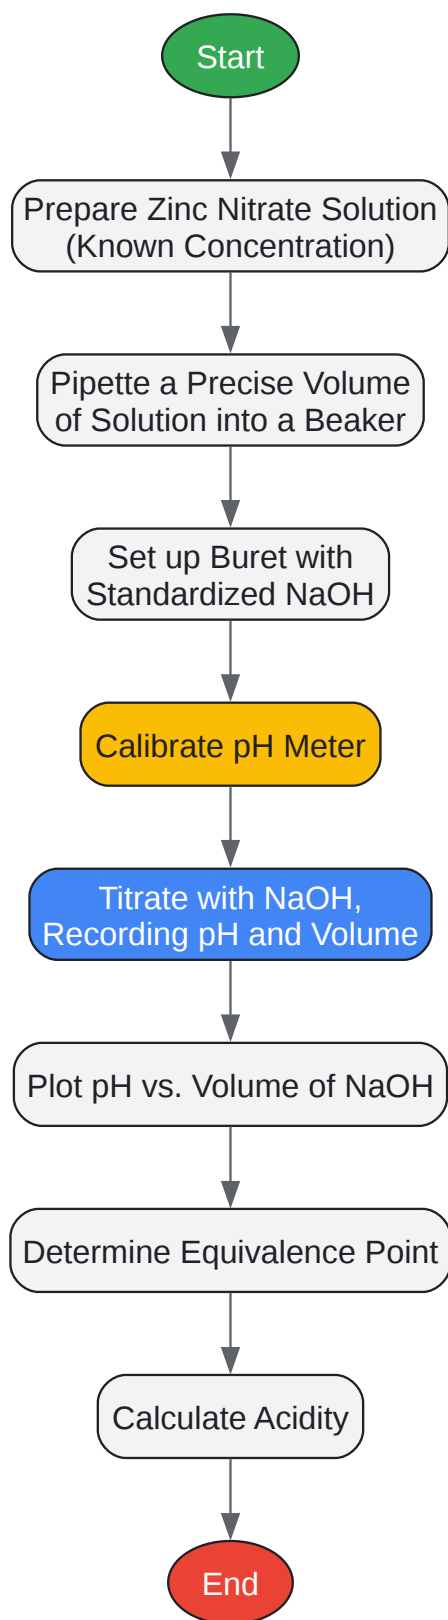 Start
Prepare Zinc Nitrate Solution
(Known Concentration)
Pipette a Precise Volume
of Solution into a Beaker
Set up Buret with
Standardized NaOH
Calibrate pH Meter
Titrate with NaOH,
Recording pH and Volume
Plot pH vs. Volume of NaOH
Determine Equivalence Point
Calculate Acidity
End